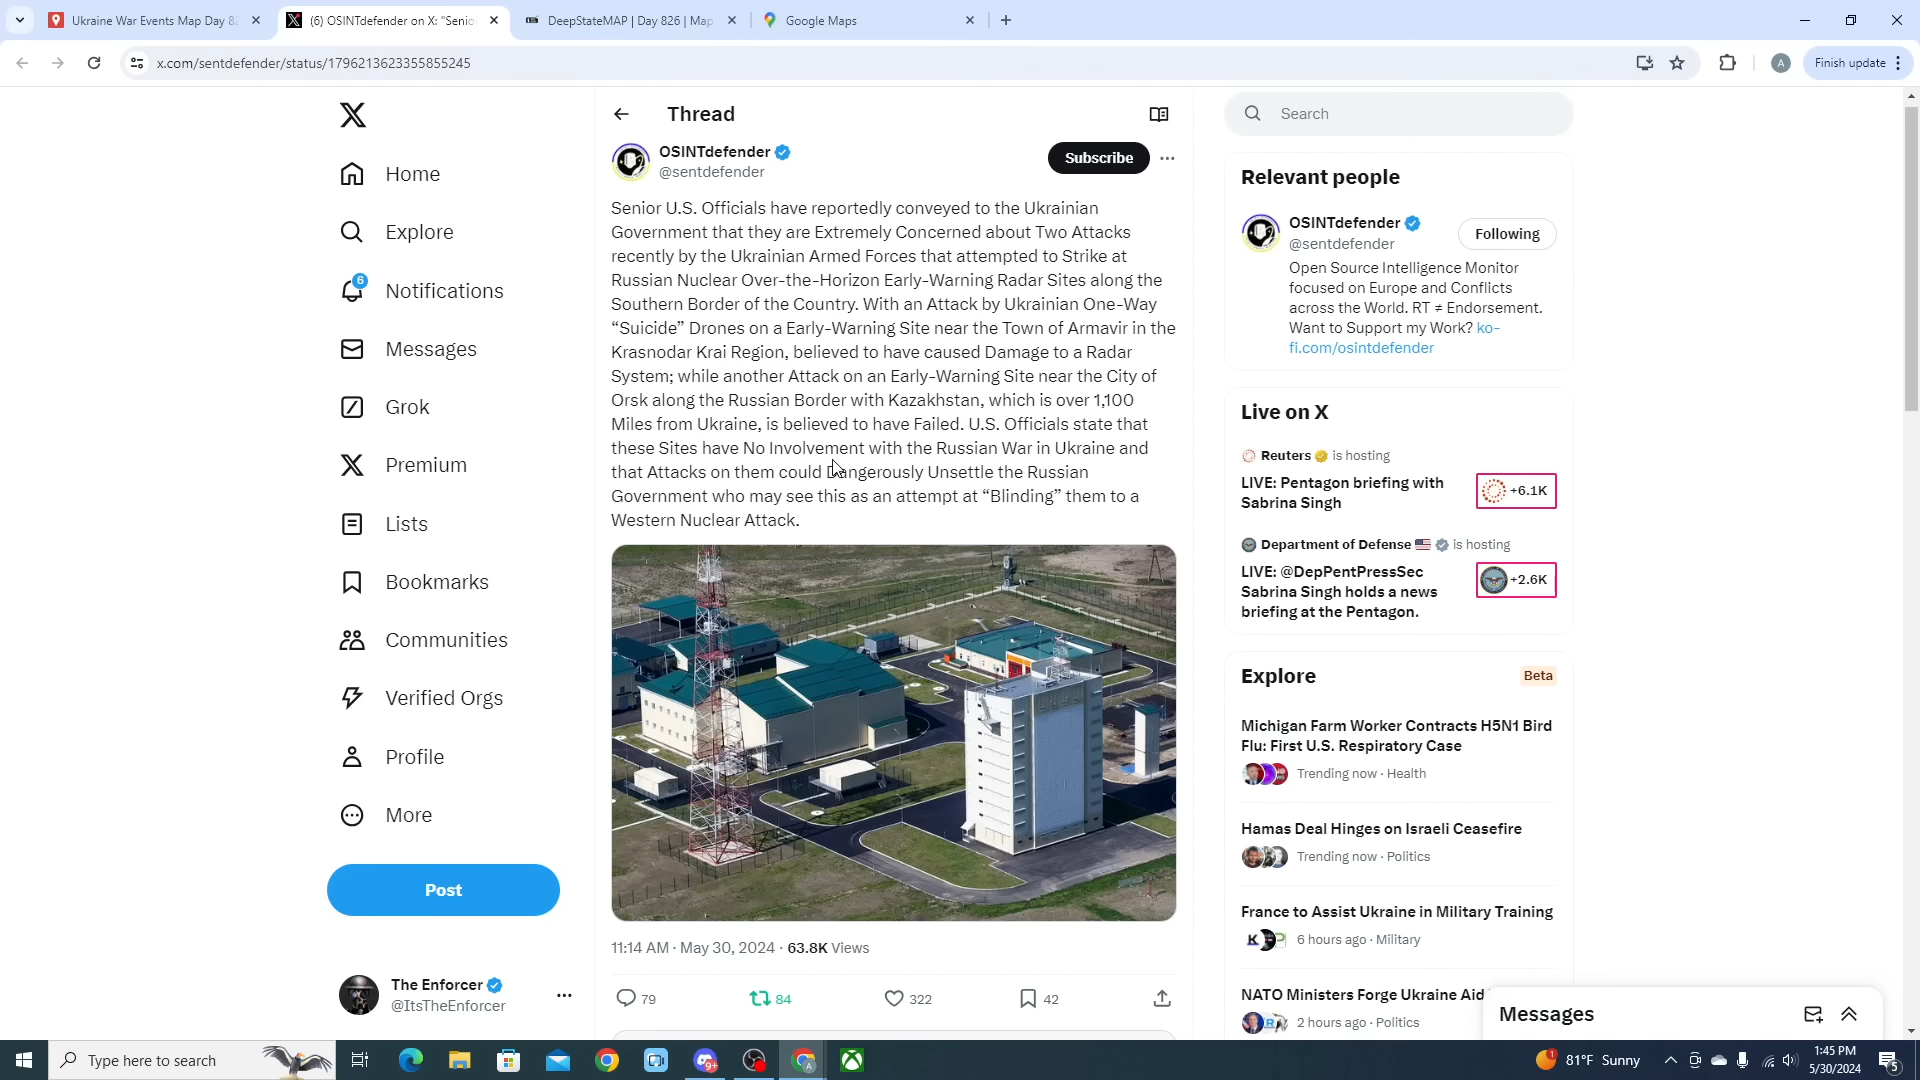 Ukraine War Events Map Day 82
(6) OSINTdefender on X: "Senio
DeepStateMAP | Day 826 | Map
Google Maps
x.com/sentdefender/status/1796213623355855245
A
Finish update
Home
Explore
6
Notifications
Messages
Grok
Premium
Lists
Bookmarks
Communities
Verified Orgs
Profile
More
Post
The Enforcer
@ItsTheEnforcer
Thread
OSINTdefender
@sentdefender
Subscribe
Senior U.S. Officials have reportedly conveyed to the Ukrainian
Government that they are Extremely Concerned about Two Attacks
recently by the Ukrainian Armed Forces that attempted to Strike at
Russian Nuclear Over-the-Horizon Early-Warning Radar Sites along the
Southern Border of the Country. With an Attack by Ukrainian One-Way
“Suicide” Drones on a Early-Warning Site near the Town of Armavir in the
Krasnodar Krai Region, believed to have caused Damage to a Radar
System; while another Attack on an Early-Warning Site near the City of
Orsk along the Russian Border with Kazakhstan, which is over 1,100
Miles from Ukraine, is believed to have Failed. U.S. Officials state that
these Sites have No Involvement with the Russian War in Ukraine and
that Attacks on them could Dangerously Unsettle the Russian
Government who may see this as an attempt at “Blinding” them to a
Western Nuclear Attack.
11:14 AM · May 30, 2024 · 63.8K Views
79
84
322
42
Search
Relevant people
OSINTdefender
@sentdefender
Following
Open Source Intelligence Monitor
focused on Europe and Conflicts
across the World. RT ≠ Endorsement.
Want to Support my Work? ko-
fi.com/osintdefender
Live on X
Reuters is hosting
LIVE: Pentagon briefing with
Sabrina Singh
+6.1K
Department of Defense is hosting
LIVE: @DepPentPressSec
Sabrina Singh holds a news
briefing at the Pentagon.
+2.6K
Explore
Beta
Michigan Farm Worker Contracts H5N1 Bird
Flu: First U.S. Respiratory Case
Trending now · Health
Hamas Deal Hinges on Israeli Ceasefire
Trending now · Politics
France to Assist Ukraine in Military Training
6 hours ago · Military
NATO Ministers Forge Ukraine Aid
2 hours ago · Politics
Messages
Type here to search
9+
A
1
81°F Sunny
1:45 PM
5/30/2024
5